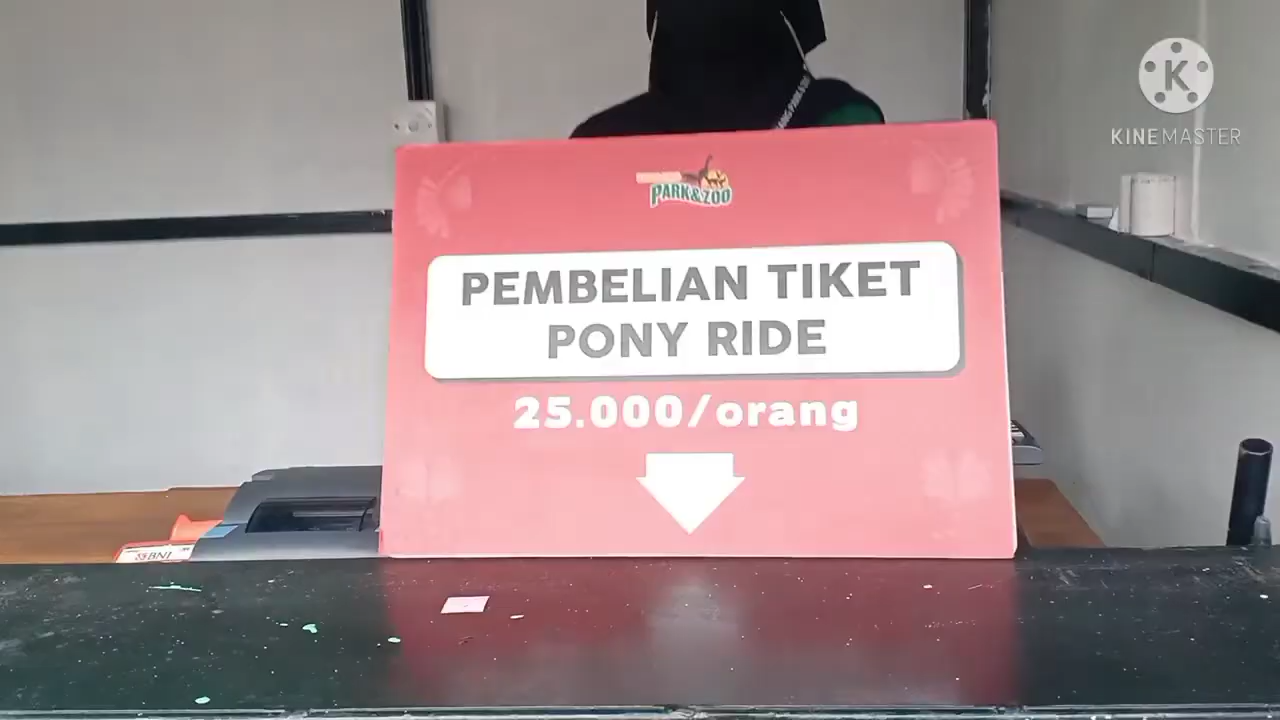 KINEMASTER
PARK&ZOO
PEMBELIAN TIKET
PONY RIDE
25.000/orang
BNI